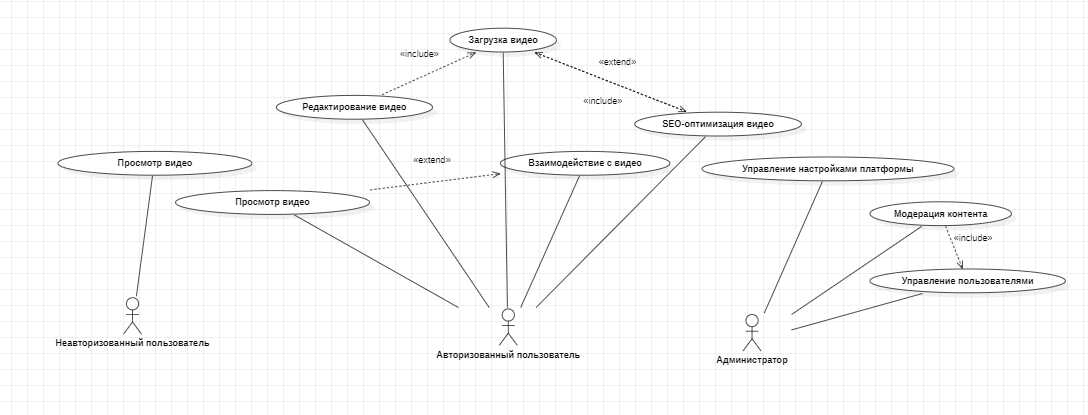 Загрузка видео
«include»
«extend»
«include»
Редактирование видео
SEO-оптимизация видео
Просмотр видео
«extend»
Взаимодействие с видео
Управление настройками платформы
Просмотр видео
Модерация контента
«include»
Управление пользователями
Неавторизованный пользователь
Авторизованный пользователь
Администратор